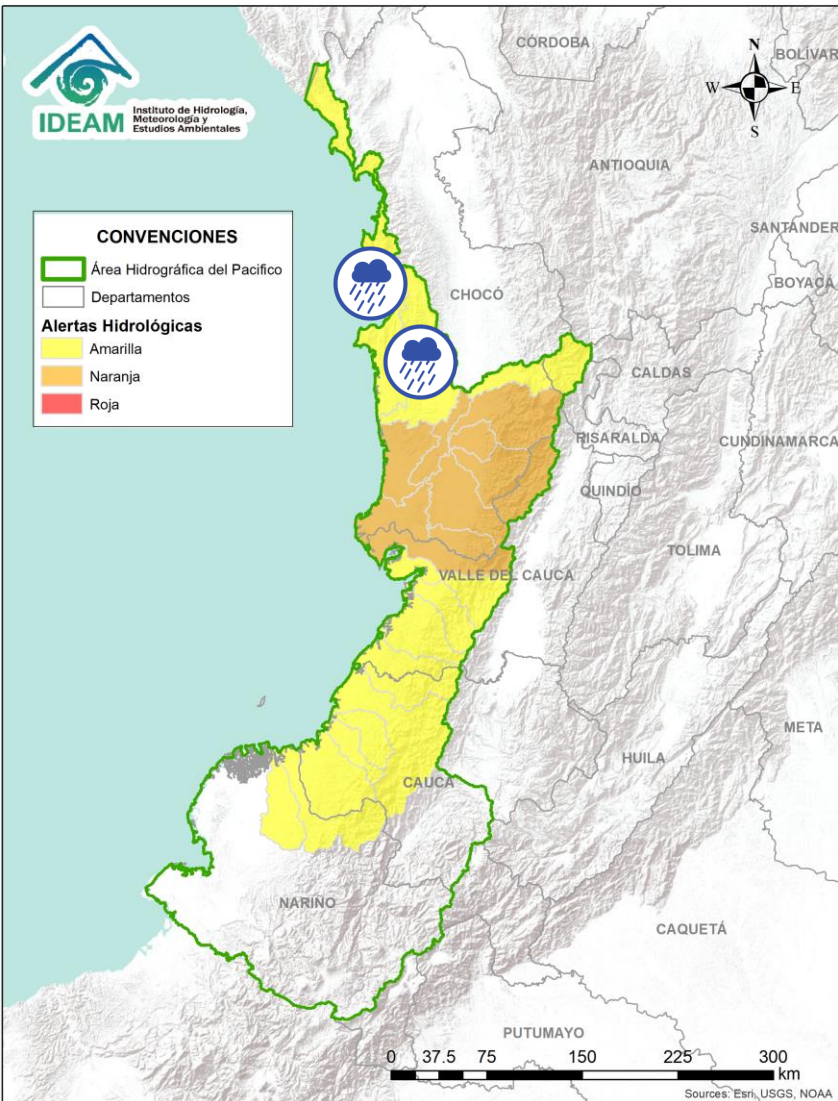 IDEAM
Instituto de Hidrología,
Meteorología y
Estudios Ambientales
N
W E
S
CÓRDOBA
BOLÍVAR
ANTIOQUIA
SANTANDER
BOYACÁ
CHOCÓ
CALDAS
RISARALDA
CUNDINAMARCA
QUINDÍO
TOLIMA
VALLE DEL CAUCA
META
HUILA
CAUCA
NARIÑO
CAQUETÁ
PUTUMAYO
CONVENCIONES
Área Hidrográfica del Pacifico
Departamentos
Alertas Hidrológicas
Amarilla
Naranja
Roja
0 37.5 75 150 225 300
km
Sources: Esri, USGS, NOAA